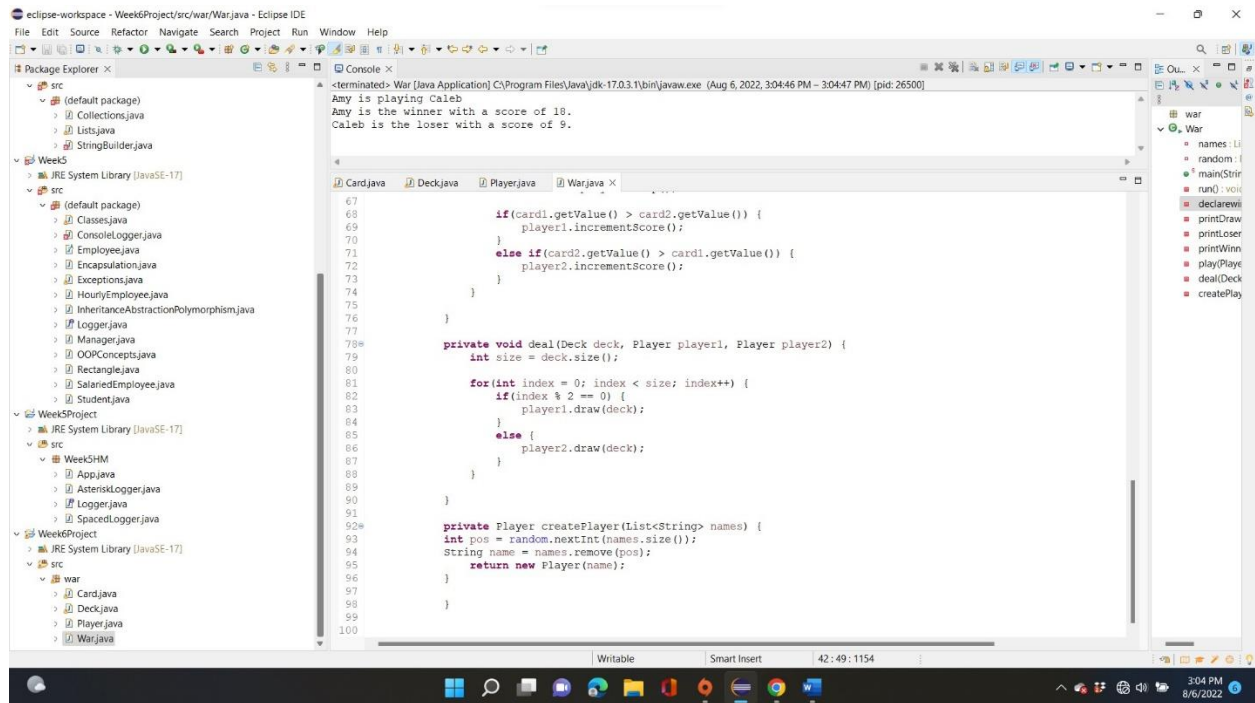 eclipse-workspace - Week6Project/src/war/War.java - Eclipse IDE
File Edit Source Refactor Navigate Search Project Run Window Help
Package Explorer
src
(default package)
Collections.java
Lists.java
StringBuilder.java
Week5
JRE System Library [JavaSE-17]
src
(default package)
Classes.java
ConsoleLogger.java
Employee.java
Encapsulation.java
Exceptions.java
HourlyEmployee.java
InheritanceAbstractionPolymorphism.java
Logger.java
Manager.java
OOPConcepts.java
Rectangle.java
SalariedEmployee.java
Student.java
Week5Project
JRE System Library [JavaSE-17]
src
Week5HM
App.java
AsteriskLogger.java
Logger.java
SpacedLogger.java
Week6Project
JRE System Library [JavaSE-17]
src
war
Card.java
Deck.java
Player.java
War.java
Console
<terminated> War [Java Application] C:\Program Files\Java\jdk-17.0.3.1\bin\javaw.exe (Aug 6, 2022, 3:04:46 PM – 3:04:47 PM) [pid: 26500]
Amy is playing Caleb
Amy is the winner with a score of 18.
Caleb is the loser with a score of 9.
Card.java Deck.java Player.java War.java
67
68 if(card1.getValue() > card2.getValue()) {
69 player1.incrementScore();
70 }
71 else if(card2.getValue() > card1.getValue()) {
72 player2.incrementScore();
73 }
74 }
75
76 }
77
78 private void deal(Deck deck, Player player1, Player player2) {
79 int size = deck.size();
80
81 for(int index = 0; index < size; index++) {
82 if(index % 2 == 0) {
83 player1.draw(deck);
84 }
85 else {
86 player2.draw(deck);
87 }
88 }
89
90 }
91
92 private Player createPlayer(List<String> names) {
93 int pos = random.nextInt(names.size());
94 String name = names.remove(pos);
95 return new Player(name);
96 }
97
98 }
99
100
Ou...
war
War
names : Li
random :
main(Strin
run() : voic
declarewi
printDraw
printLoser
printWinn
play(Playe
deal(Deck
createPlay
Writable Smart Insert 42 : 49 : 1154
3:04 PM
8/6/2022
6